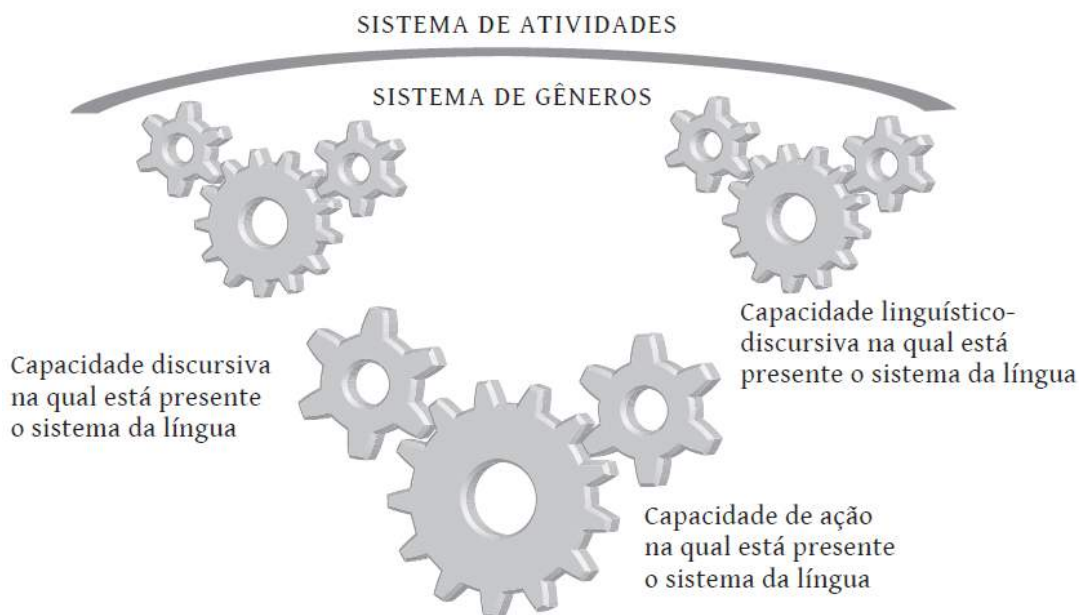 SISTEMA DE ATIVIDADES
SISTEMA DE GÊNEROS
Capacidade discursiva
na qual está presente
o sistema da língua
Capacidade linguístico-
discursiva na qual está
presente o sistema da língua
Capacidade de ação
na qual está presente
o sistema da língua